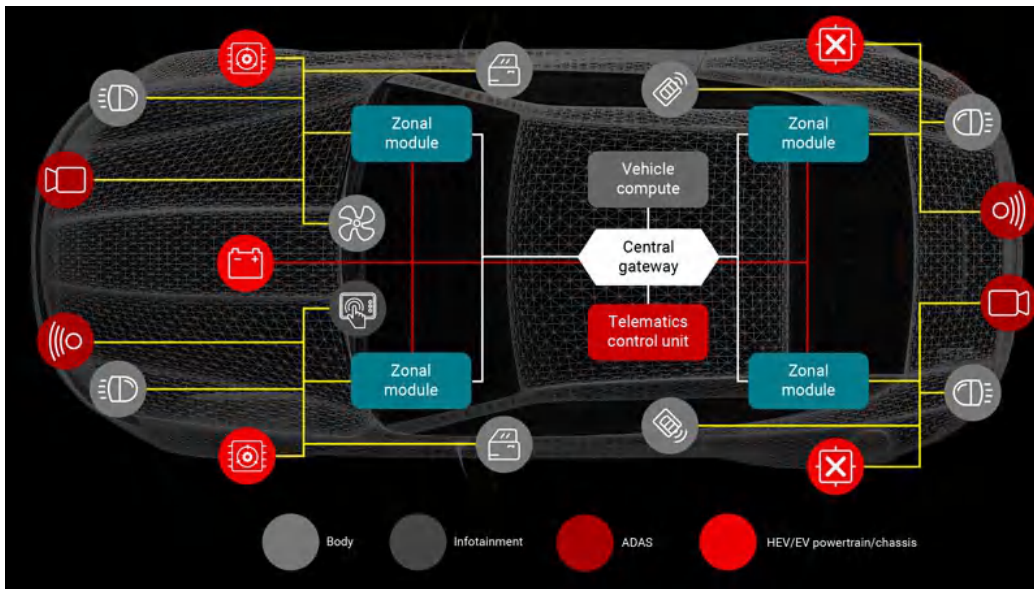 Zonal
module
Zonal
module
Vehicle
compute
Central
gateway
Telematics
control unit
Zonal
module
Zonal
module
Body
Infotainment
ADAS
HEV/EV powertrain/chassis